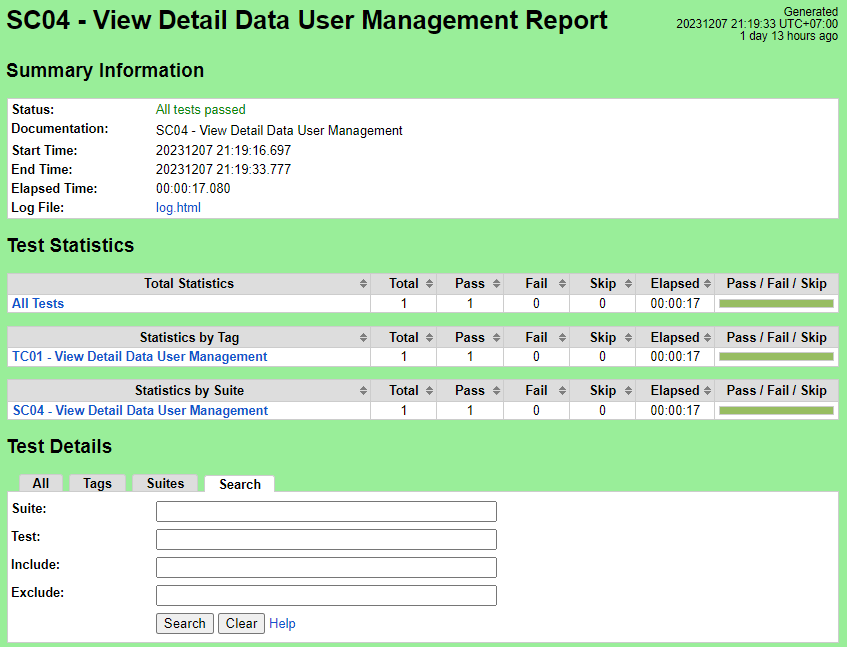 SC04 - View Detail Data User Management Report
Generated
20231207 21:19:33 UTC+07:00
1 day 13 hours ago
Summary Information
Status: All tests passed
Documentation: SC04 - View Detail Data User Management
Start Time: 20231207 21:19:16.697
End Time: 20231207 21:19:33.777
Elapsed Time: 00:00:17.080
Log File: log.html
Test Statistics
Total Statistics Total Pass Fail Skip Elapsed Pass / Fail / Skip
All Tests 1 1 0 0 00:00:17
Statistics by Tag Total Pass Fail Skip Elapsed Pass / Fail / Skip
TC01 - View Detail Data User Management 1 1 0 0 00:00:17
Statistics by Suite Total Pass Fail Skip Elapsed Pass / Fail / Skip
SC04 - View Detail Data User Management 1 1 0 0 00:00:17
Test Details
All Tags Suites Search
Suite:
Test:
Include:
Exclude:
Search Clear Help